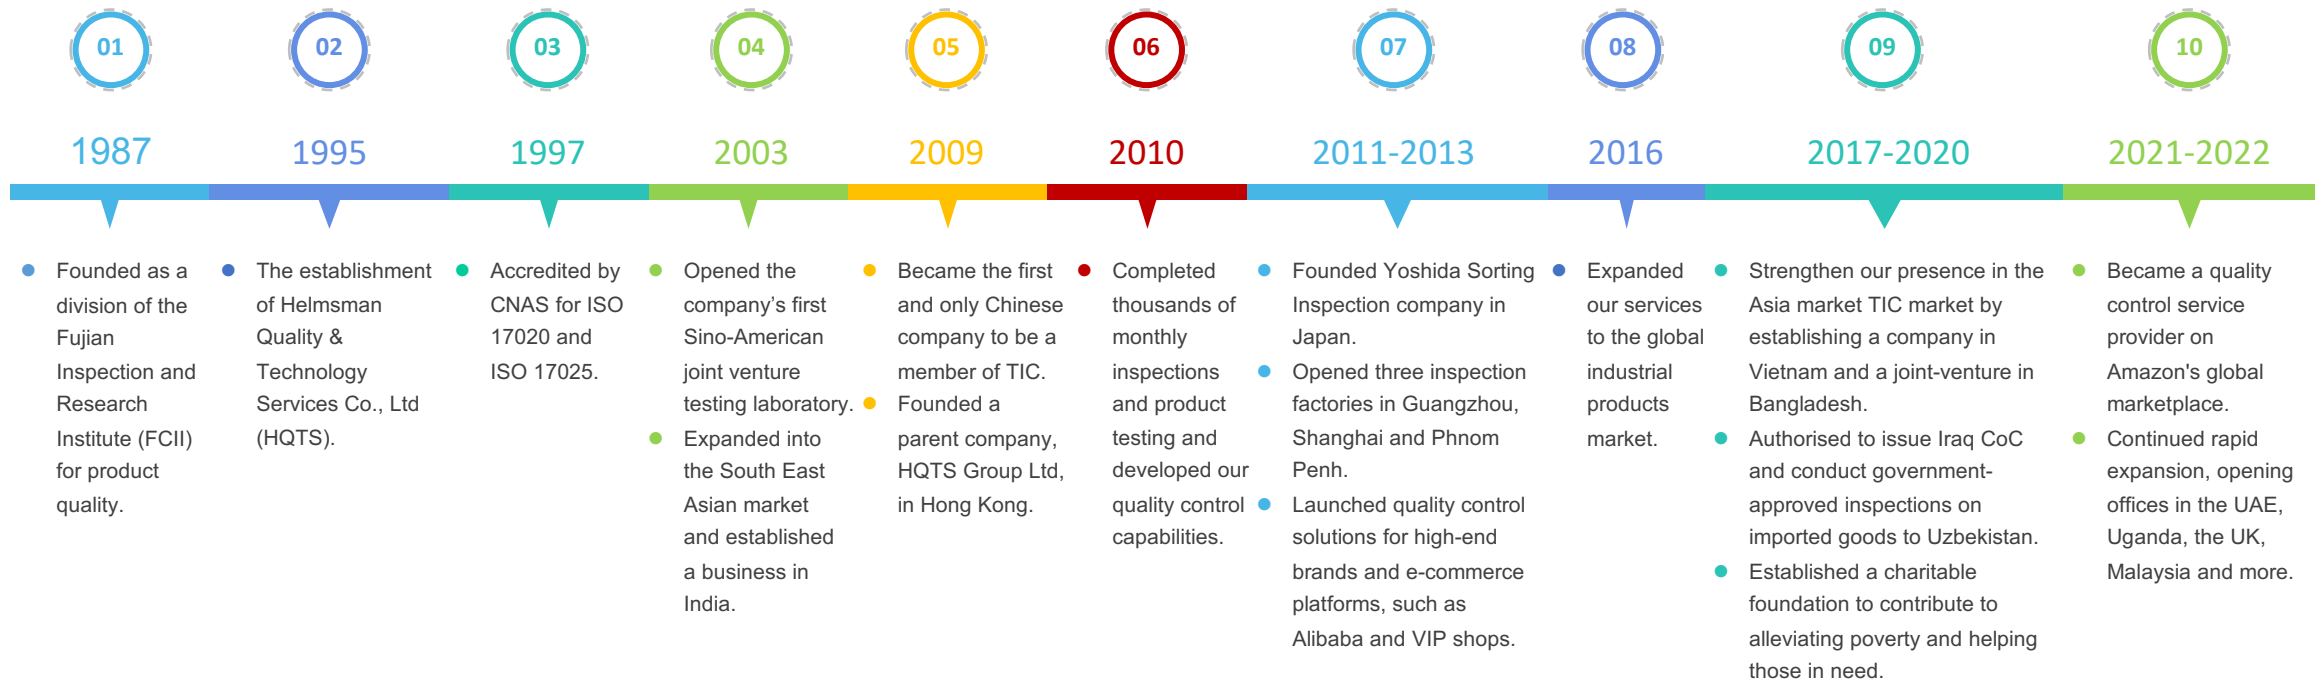 01
02
03
04
05
06
07
08
09
10
1987
1995
1997
2003
2009
2010
2011-2013
2016
2017-2020
2021-2022
Founded as a
division of the
Fujian
Inspection and
Research
Institute (FCII)
for product
quality.
The establishment
of Helmsman
Quality &
Technology
Services Co., Ltd
(HQTS).
Accredited by
CNAS for ISO
17020 and
ISO 17025.
Opened the
company’s first
Sino-American
joint venture
testing laboratory.
Expanded into
the South East
Asian market
and established
a business in
India.
Became the first
and only Chinese
company to be a
member of TIC.
Founded a
parent company,
HQTS Group Ltd,
in Hong Kong.
Completed
thousands of
monthly
inspections
and product
testing and
developed our
quality control
capabilities.
Founded Yoshida Sorting
Inspection company in
Japan.
Opened three inspection
factories in Guangzhou,
Shanghai and Phnom
Penh.
Launched quality control
solutions for high-end
brands and e-commerce
platforms, such as
Alibaba and VIP shops.
Expanded
our services
to the global
industrial
products
market.
Strengthen our presence in the
Asia market TIC market by
establishing a company in
Vietnam and a joint-venture in
Bangladesh.
Authorised to issue Iraq CoC
and conduct government-
approved inspections on
imported goods to Uzbekistan.
Established a charitable
foundation to contribute to
alleviating poverty and helping
those in need.
Became a quality
control service
provider on
Amazon's global
marketplace.
Continued rapid
expansion, opening
offices in the UAE,
Uganda, the UK,
Malaysia and more.